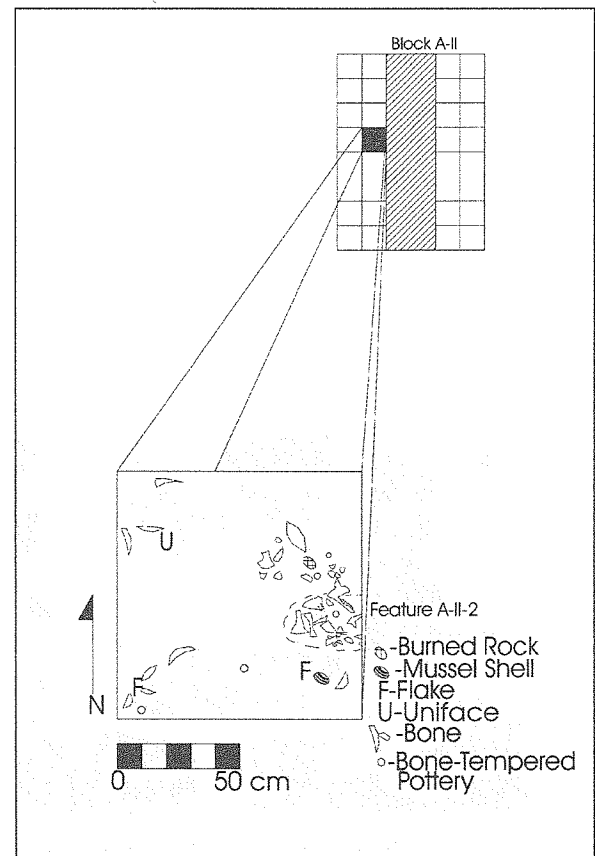 Block A-II
U
Feature A-II-2
-Burned Rock
F -Mussel Shell
F F-Flake
N U-Uniface
-Bone
-Bone-Tempered
Pottery
0 50 cm